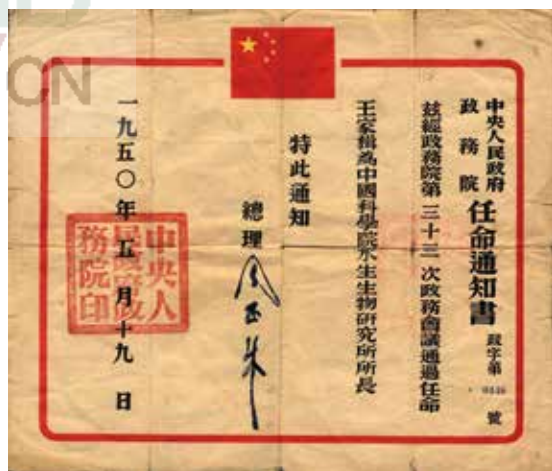 中央人民政府
政務院
任命通知書
政字第 號
茲經政務院第三十三次政務會議通過任命
王家楫為中國科學院水生生物研究所所長
特此通知
總理 周恩来
一九五〇年五月十九日
中央人民政府政務院印
CN